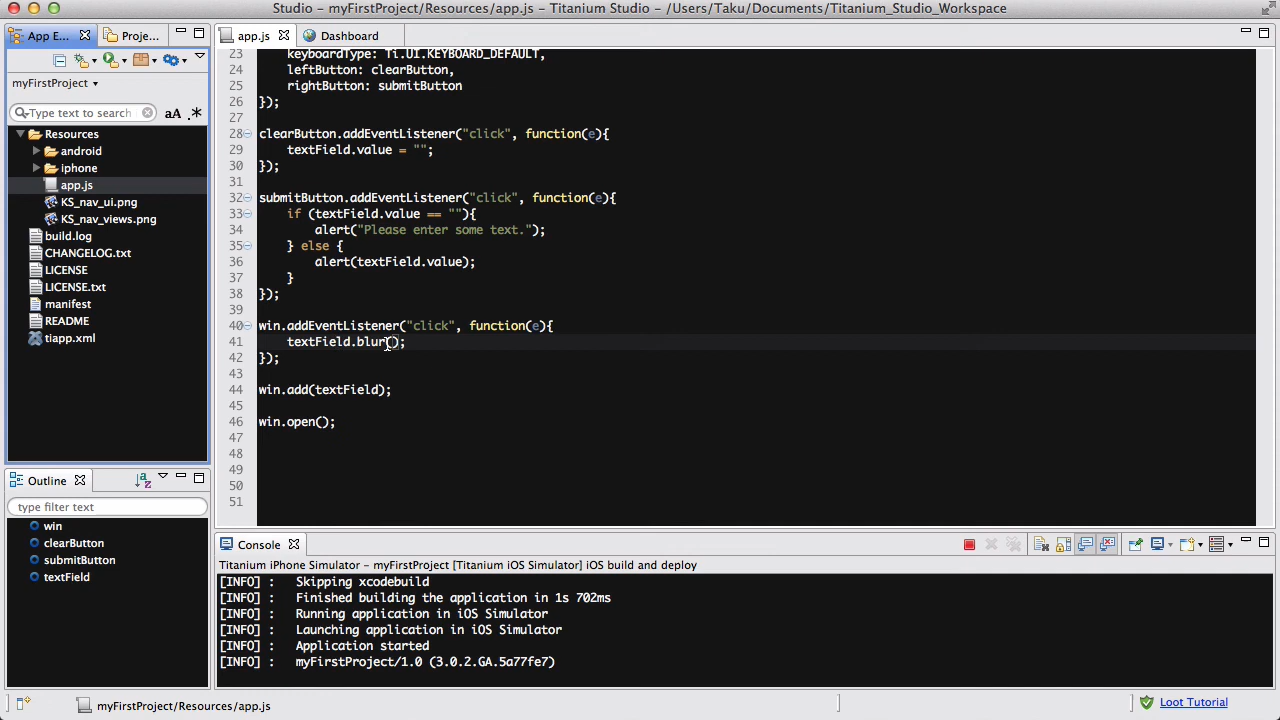 Studio - myFirstProject/Resources/app.js - Titanium Studio - /Users/Taku/Documents/Titanium_Studio_Workspace
App E...
Proje...
app.js
Dashboard
myFirstProject
Type text to search
aA .*
Resources
android
iphone
app.js
KS_nav_ui.png
KS_nav_views.png
build.log
CHANGELOG.txt
LICENSE
LICENSE.txt
manifest
README
tiapp.xml
23 keyboardType: Ti.UI.KEYBOARD_DEFAULT,
24 leftButton: clearButton,
25 rightButton: submitButton
26 });
27
28 clearButton.addEventListener("click", function(e){
29 textField.value = "";
30 });
31
32 submitButton.addEventListener("click", function(e){
33 if (textField.value == ""){
34 alert("Please enter some text.");
35 } else {
36 alert(textField.value);
37 }
38 });
39
40 win.addEventListener("click", function(e){
41 textField.blur();
42 });
43
44 win.add(textField);
45
46 win.open();
47
48
49
50
51
Outline
type filter text
win
clearButton
submitButton
textField
Console
Titanium iPhone Simulator - myFirstProject [Titanium iOS Simulator] iOS build and deploy
[INFO] : Skipping xcodebuild
[INFO] : Finished building the application in 1s 702ms
[INFO] : Running application in iOS Simulator
[INFO] : Launching application in iOS Simulator
[INFO] : Application started
[INFO] : myFirstProject/1.0 (3.0.2.GA.5a77fe7)
myFirstProject/Resources/app.js
Loot Tutorial